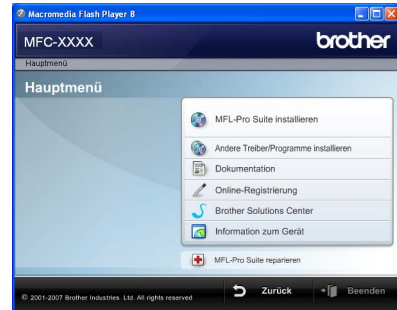 Macromedia Flash Player 8
MFC-XXXX
brother
Hauptmenü
Hauptmenü
MFL-Pro Suite installieren
Andere Treiber/Programme installieren
Dokumentation
Online-Registrierung
Brother Solutions Center
Information zum Gerät
MFL-Pro Suite reparieren
© 2001-2007 Brother Industries Ltd. All rights reserved
Zurück
Beenden